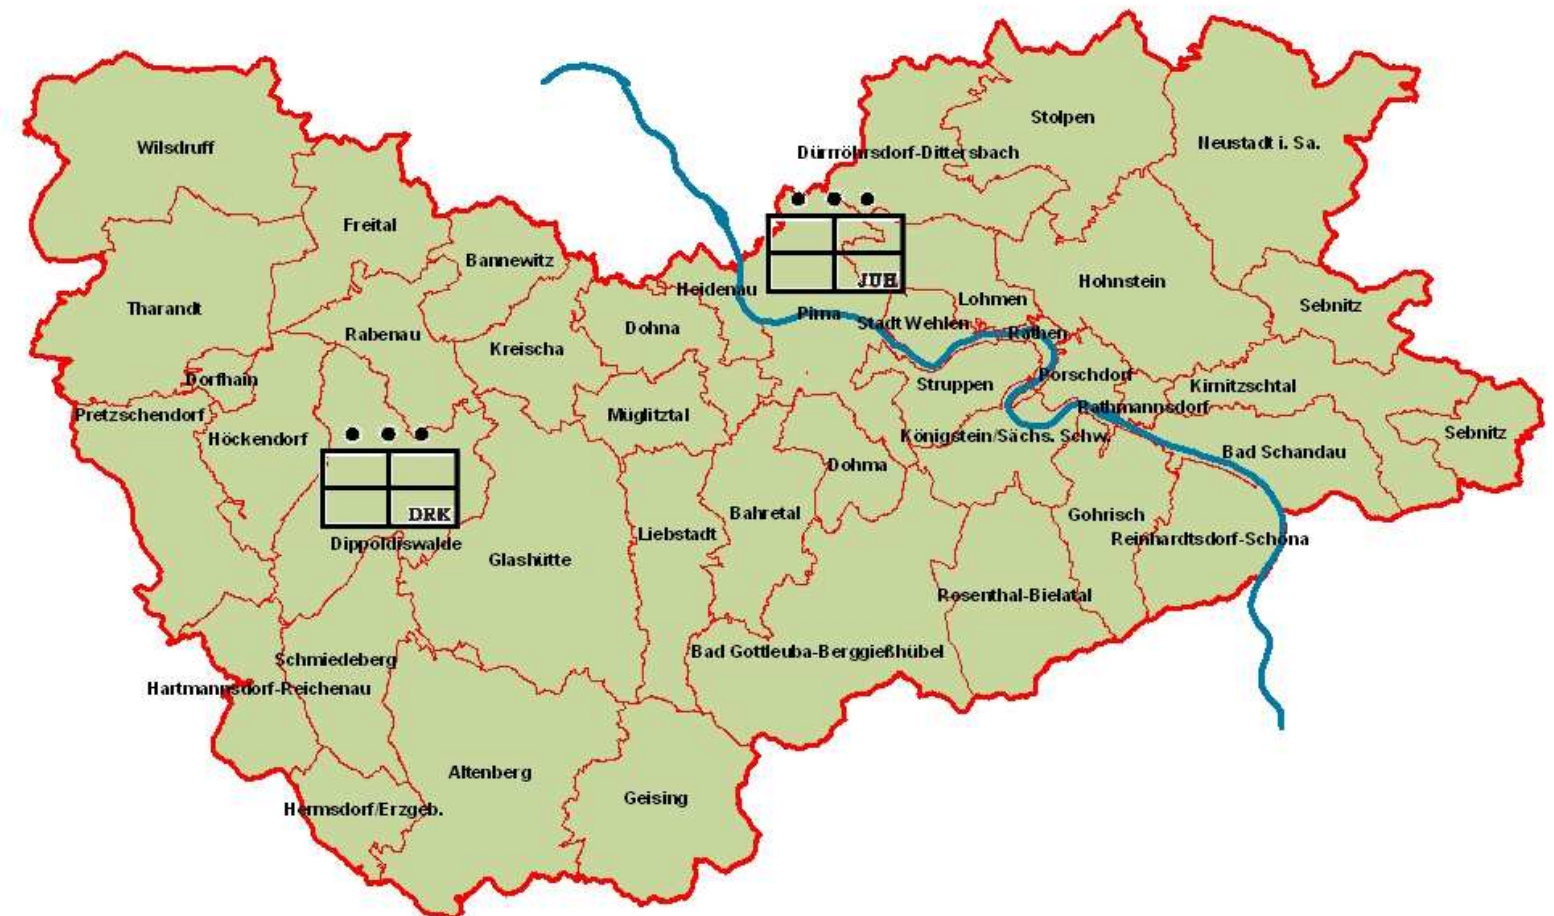 Stolpen
Neustadt i. Sa.
Wilsdruff
Dürrröhrsdorf-Dittersbach
Freital
Bannewitz
JUH
Hohnstein
Heidenau
Lohmen
Sebnitz
Tharandt
Pirna
Stadt Wehlen
Dohna
Rathen
Rabenau
Kreischa
Porschdorf
Dorfhain
Struppen
Kirnitzschtal
Rathmannsdorf
Pretzschendorf
Müglitztal
Höckendorf
Königstein/Sächs. Schw.
Sebnitz
Bad Schandau
Dohma
DRK
Bahretal
Gohrisch
Liebstadt
Reinhardtsdorf-Schöna
Dippoldiswalde
Glashütte
Rosenthal-Bielatal
Bad Gottleuba-Berggießhübel
Schmiedeberg
Hartmannsdorf-Reichenau
Altenberg
Geising
Hermsdorf/Erzgeb.